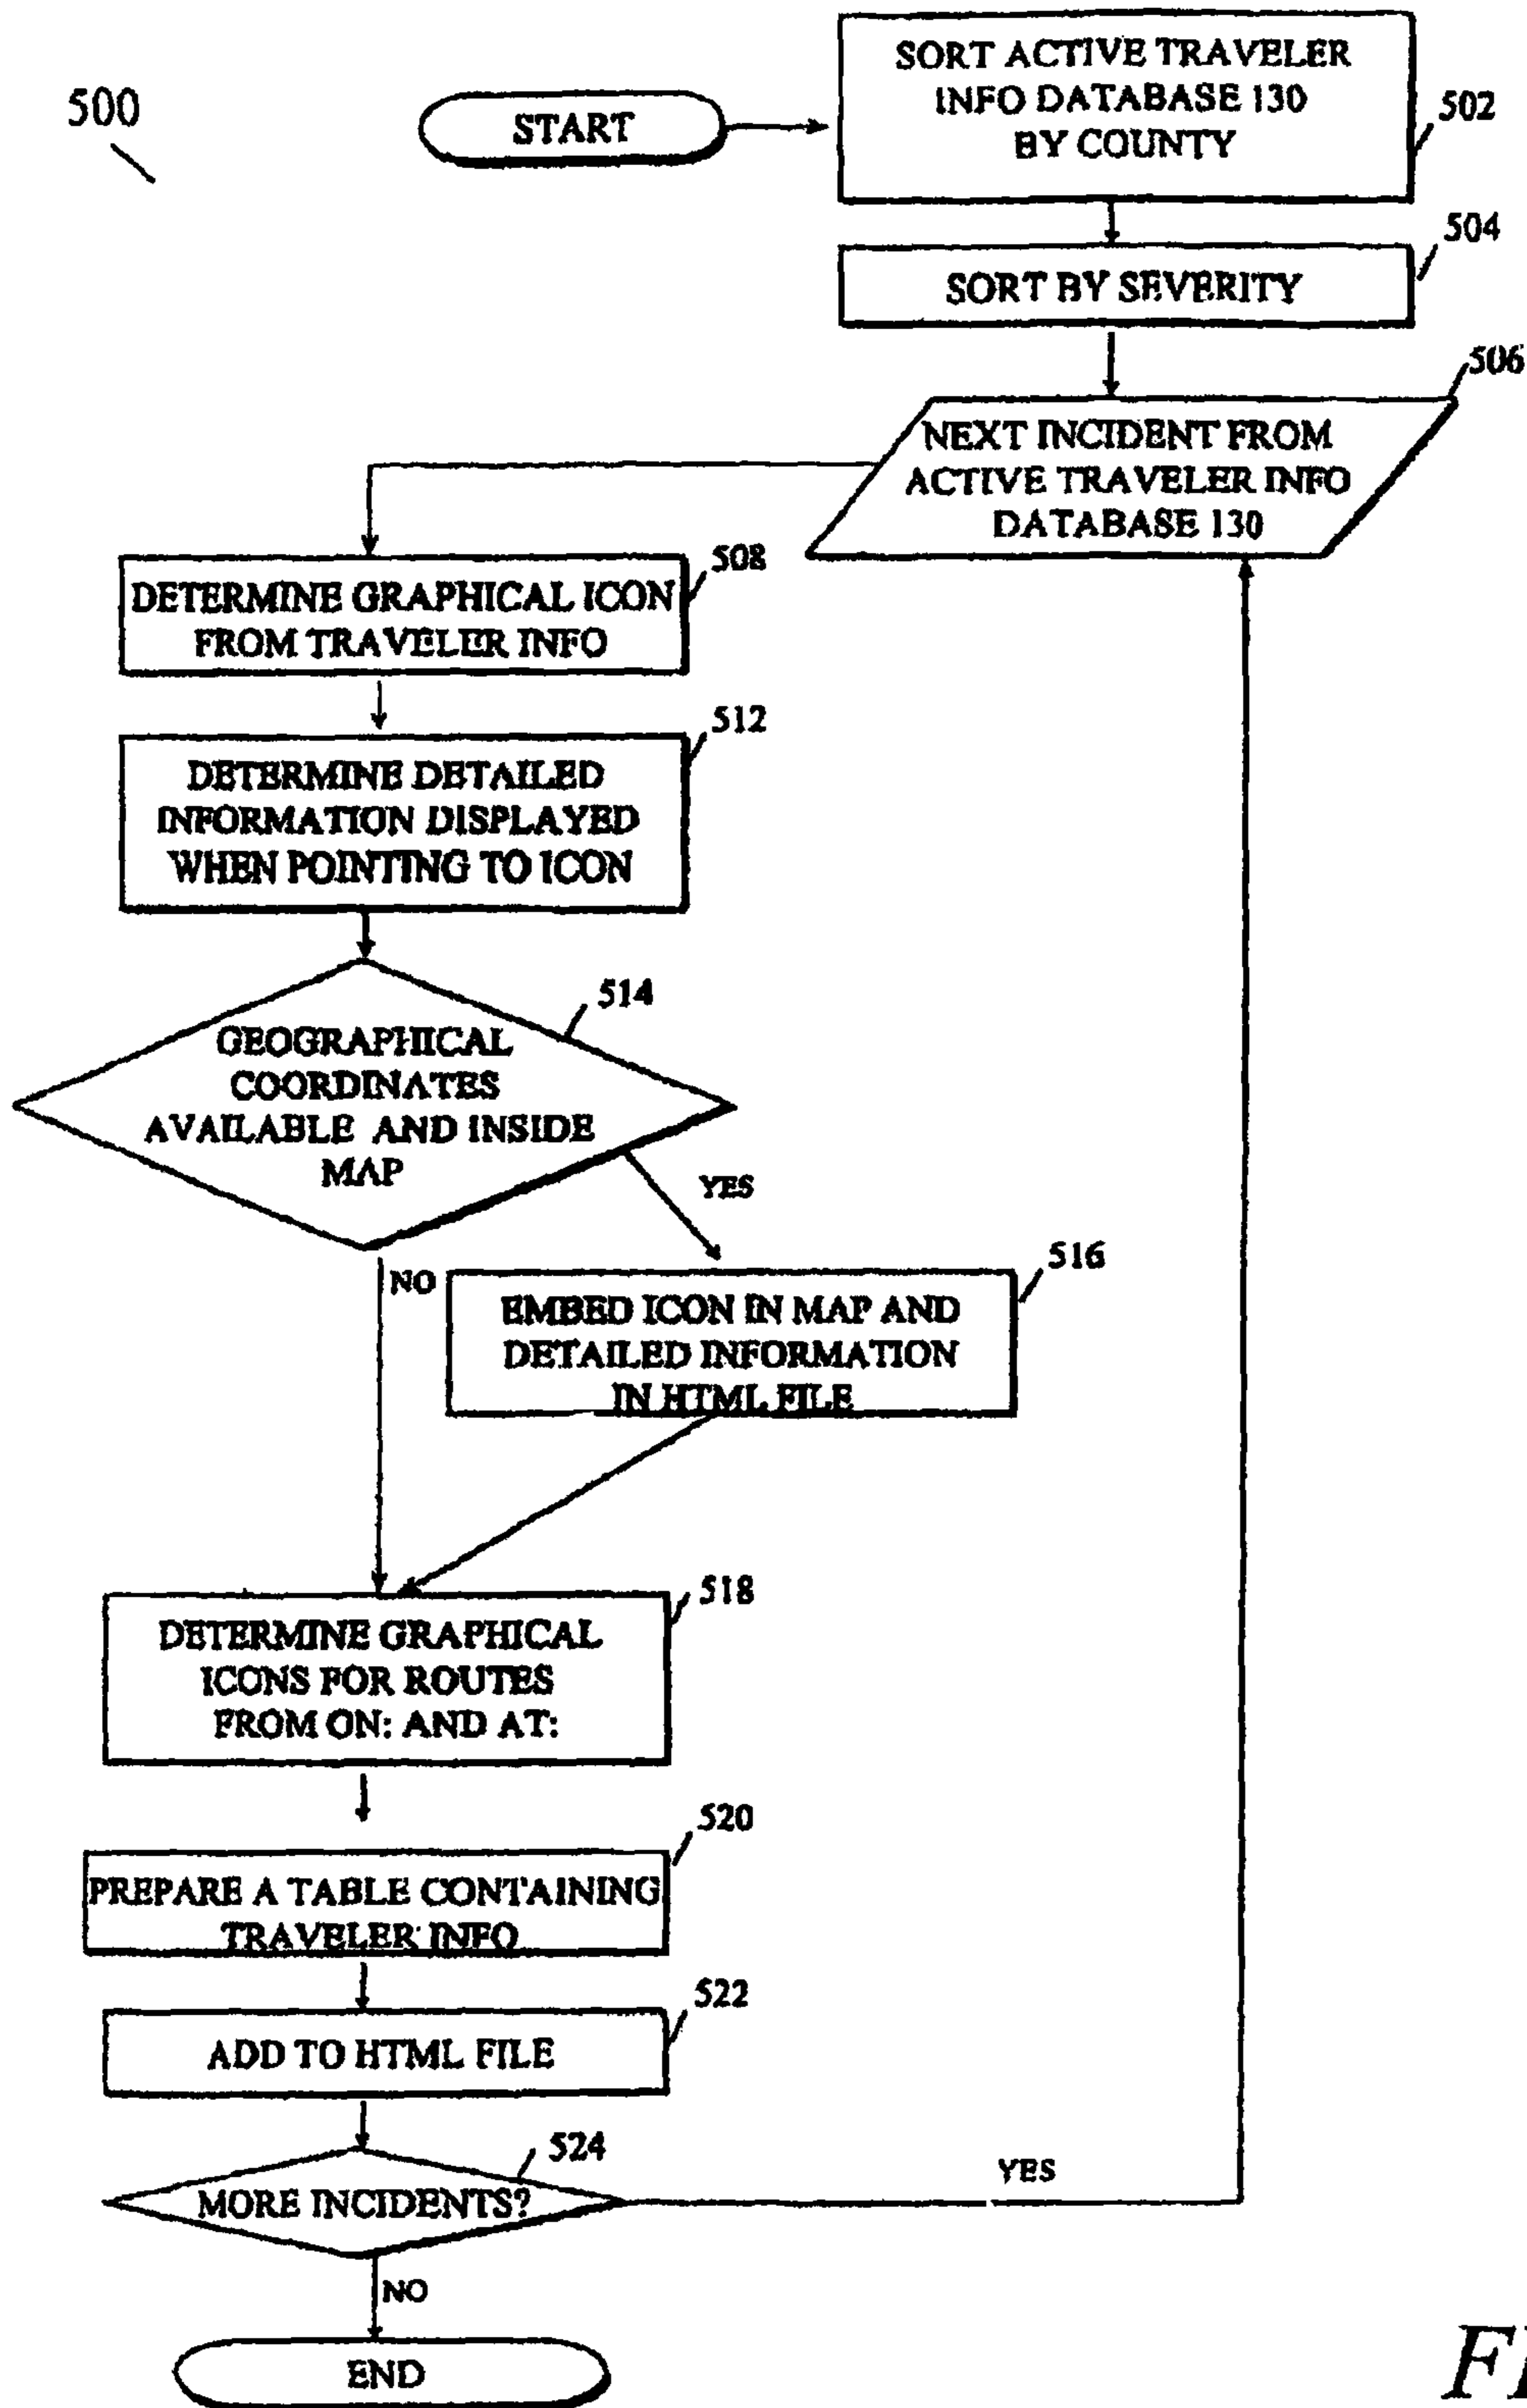 500
START
SORT ACTIVE TRAVELER
INFO DATABASE 130
BY COUNTY
502
SORT BY SEVERITY
504
NEXT INCIDENT FROM
ACTIVE TRAVELER INFO
DATABASE 130
506
DETERMINE GRAPHICAL ICON
FROM TRAVELER INFO
508
DETERMINE DETAILED
INFORMATION DISPLAYED
WHEN POINTING TO ICON
512
GEOGRAPHICAL
COORDINATES
AVAILABLE AND INSIDE
MAP
514
YES
NO
EMBED ICON IN MAP AND
DETAILED INFORMATION
IN HTML FILE
516
DETERMINE GRAPHICAL
ICONS FOR ROUTES
FROM ON: AND AT:
518
PREPARE A TABLE CONTAINING
TRAVELER INFO
520
ADD TO HTML FILE
522
MORE INCIDENTS?
524
YES
NO
END